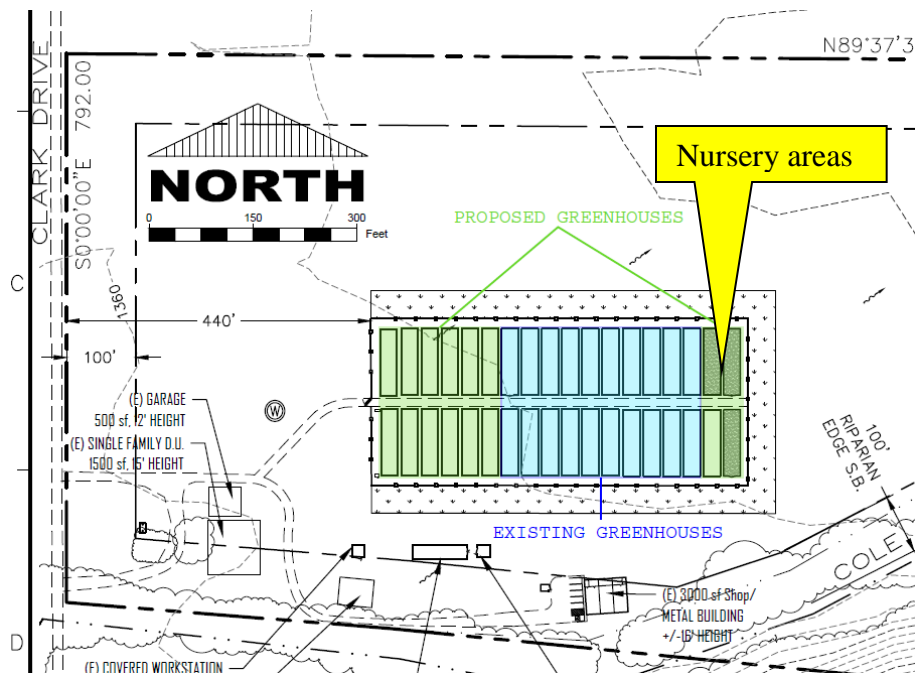 N89°37'3
CLARK DRIVE
S0°00'00"E 792.00
Nursery areas
NORTH
0 150 300
Feet
PROPOSED GREENHOUSES
C
1360
440'
100'
(E) GARAGE
500 sf, 12' HEIGHT
(E) SINGLE FAMILY D.U.
1500 sf, 15' HEIGHT
W
100'
RIPARIAN
EDGE S.B.
EXISTING GREENHOUSES
COLE
(E) 3000 sf Shop/
METAL BUILDING
+/-16' HEIGHT
D
(E) COVERED WORKSTATION